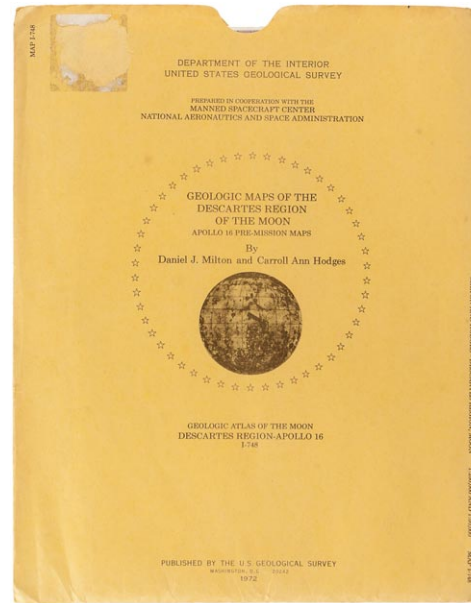 MAP I-748
DEPARTMENT OF THE INTERIOR
UNITED STATES GEOLOGICAL SURVEY
PREPARED IN COOPERATION WITH THE
MANNED SPACECRAFT CENTER
NATIONAL AERONAUTICS AND SPACE ADMINISTRATION
GEOLOGIC MAPS OF THE
DESCARTES REGION
OF THE MOON
APOLLO 16 PRE-MISSION MAPS
By
Daniel J. Milton and Carroll Ann Hodges
GEOLOGIC ATLAS OF THE MOON
DESCARTES REGION-APOLLO 16
I-748
PUBLISHED BY THE U.S. GEOLOGICAL SURVEY
WASHINGTON, D.C. 20242
1972